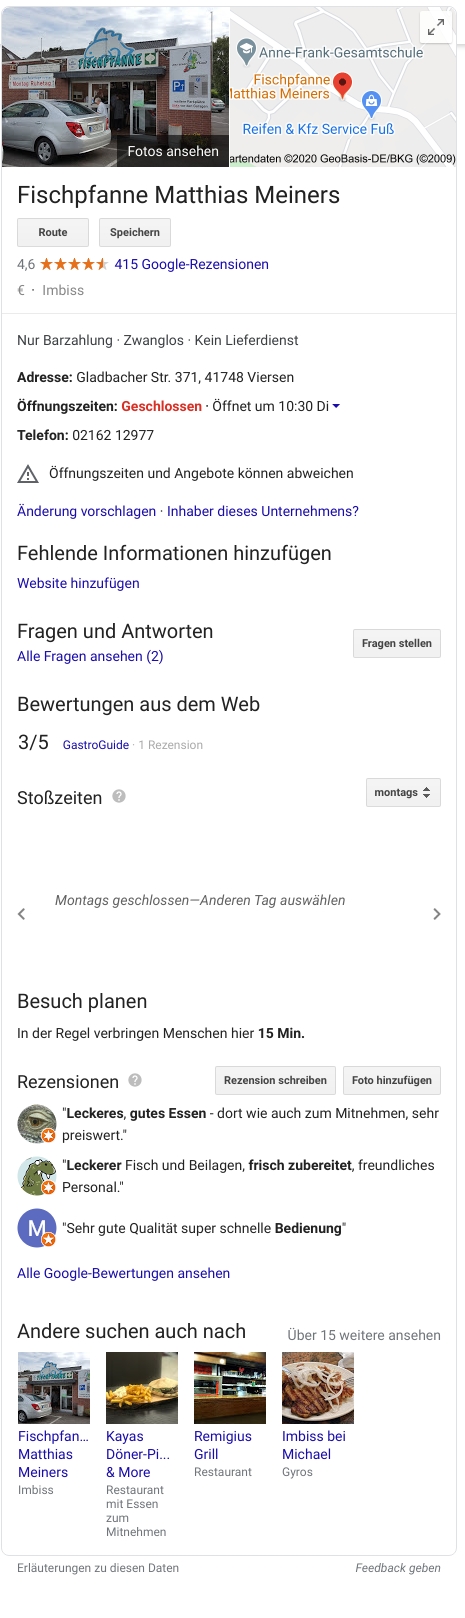 FISCHPFANNE
Montag Ruhetag!
P
Fotos ansehen
Anne-Frank-Gesamtschule
Fischpfanne
Matthias Meiners
Reifen & Kfz Service Fuß
artendaten ©2020 GeoBasis-DE/BKG (©2009)
Fischpfanne Matthias Meiners
Route Speichern
4,6 415 Google-Rezensionen
€ · Imbiss
Nur Barzahlung · Zwanglos · Kein Lieferdienst
Adresse: Gladbacher Str. 371, 41748 Viersen
Öffnungszeiten: Geschlossen · Öffnet um 10:30 Di
Telefon: 02162 12977
Öffnungszeiten und Angebote können abweichen
Änderung vorschlagen · Inhaber dieses Unternehmens?
Fehlende Informationen hinzufügen
Website hinzufügen
Fragen und Antworten
Fragen stellen
Alle Fragen ansehen (2)
Bewertungen aus dem Web
3/5 GastroGuide · 1 Rezension
Stoßzeiten ? montags
Montags geschlossen—Anderen Tag auswählen
Besuch planen
In der Regel verbringen Menschen hier 15 Min.
Rezensionen ? Rezension schreiben Foto hinzufügen
"Leckeres, gutes Essen - dort wie auch zum Mitnehmen, sehr
preiswert."
"Leckerer Fisch und Beilagen, frisch zubereitet, freundliches
Personal."
M "Sehr gute Qualität super schnelle Bedienung"
Alle Google-Bewertungen ansehen
Andere suchen auch nach Über 15 weitere ansehen
Fischpfan...
Matthias
Meiners
Imbiss
Kayas
Döner-Pi...
& More
Restaurant
mit Essen
zum
Mitnehmen
Remigius
Grill
Restaurant
Imbiss bei
Michael
Gyros
Erläuterungen zu diesen Daten Feedback geben